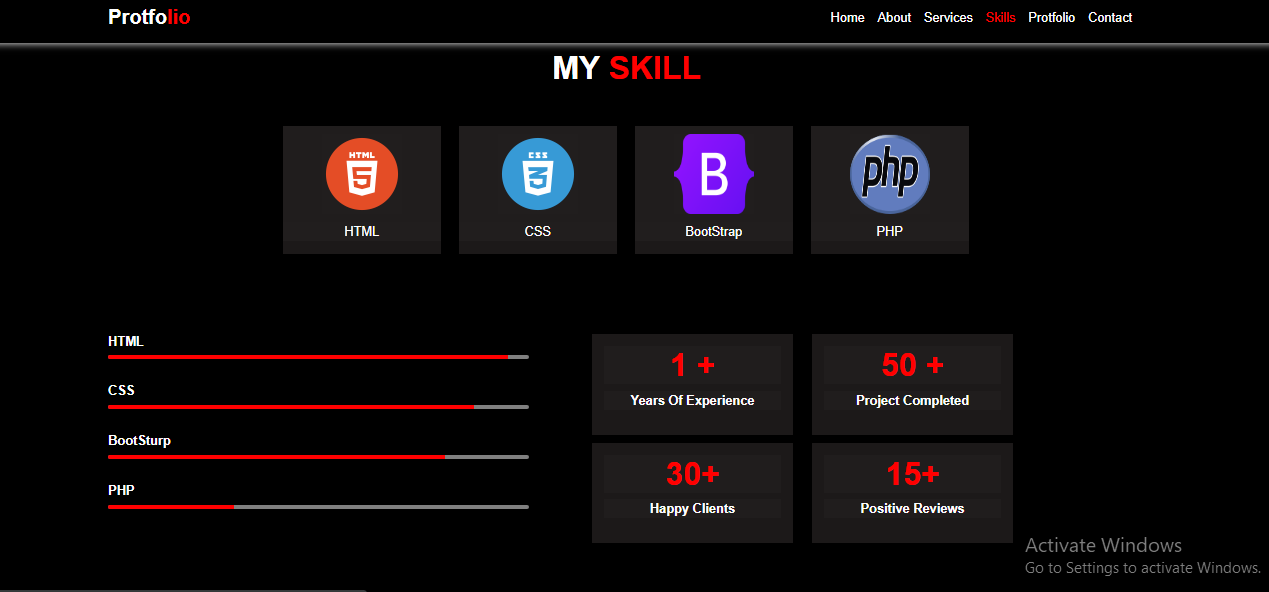 Protfolio
Home About Services Skills Protfolio Contact
MY SKILL
HTML
5
HTML
CSS
3
CSS
B
BootStrap
php
PHP
HTML
CSS
BootSturp
PHP
1 +
Years Of Experience
50 +
Project Completed
30+
Happy Clients
15+
Positive Reviews
Activate Windows
Go to Settings to activate Windows.